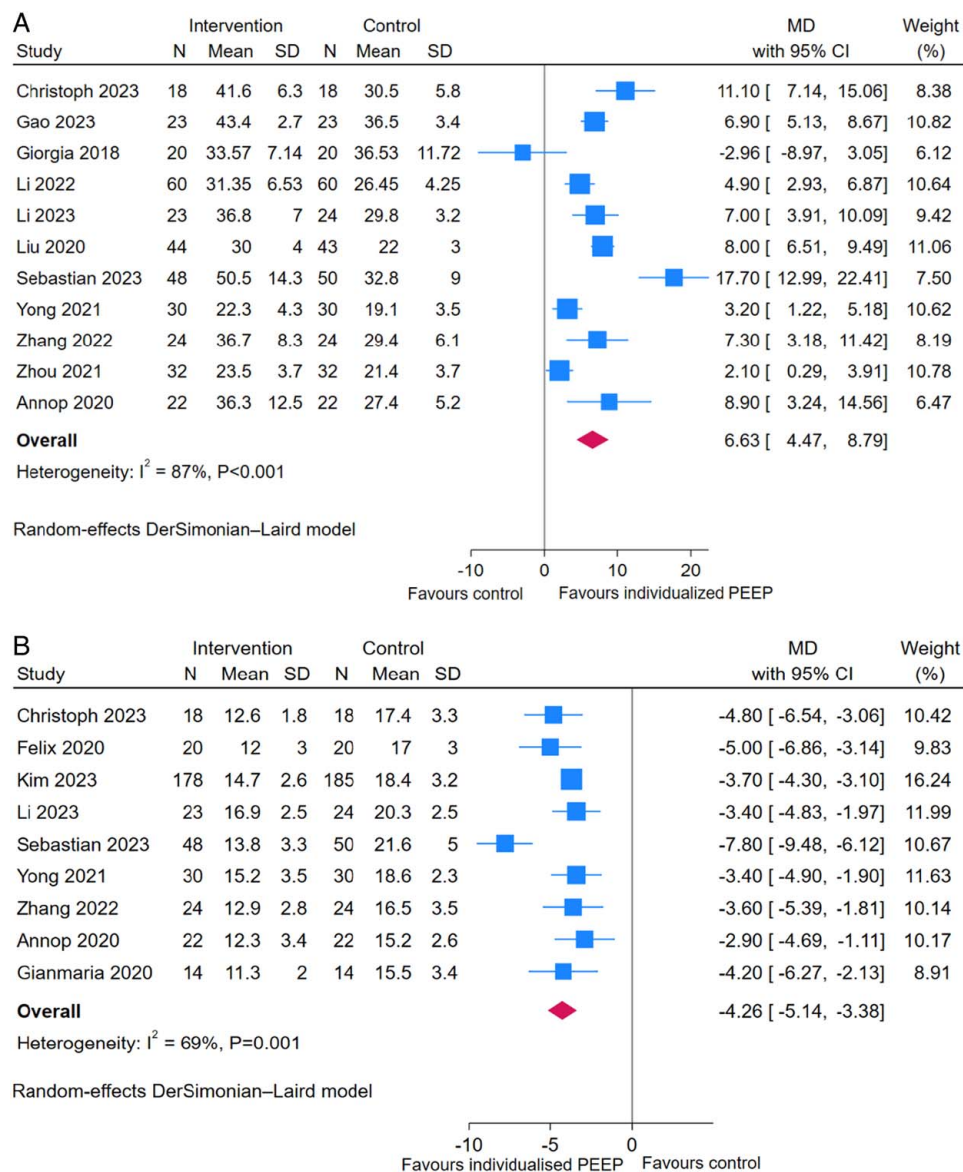 A
Intervention Control MD Weight
Study N Mean SD N Mean SD with 95% CI (%)
Christoph 2023 18 41.6 6.3 18 30.5 5.8 11.10 [ 7.14, 15.06] 8.38
Gao 2023 23 43.4 2.7 23 36.5 3.4 6.90 [ 5.13, 8.67] 10.82
Giorgia 2018 20 33.57 7.14 20 36.53 11.72 -2.96 [ -8.97, 3.05] 6.12
Li 2022 60 31.35 6.53 60 26.45 4.25 4.90 [ 2.93, 6.87] 10.64
Li 2023 23 36.8 7 24 29.8 3.2 7.00 [ 3.91, 10.09] 9.42
Liu 2020 44 30 4 43 22 3 8.00 [ 6.51, 9.49] 11.06
Sebastian 2023 48 50.5 14.3 50 32.8 9 17.70 [ 12.99, 22.41] 7.50
Yong 2021 30 22.3 4.3 30 19.1 3.5 3.20 [ 1.22, 5.18] 10.62
Zhang 2022 24 36.7 8.3 24 29.4 6.1 7.30 [ 3.18, 11.42] 8.19
Zhou 2021 32 23.5 3.7 32 21.4 3.7 2.10 [ 0.29, 3.91] 10.78
Annop 2020 22 36.3 12.5 22 27.4 5.2 8.90 [ 3.24, 14.56] 6.47
Overall 6.63 [ 4.47, 8.79]
Heterogeneity: I² = 87%, P<0.001
Random-effects DerSimonian–Laird model
-10 0 10 20
Favours control Favours individualized PEEP
B
Intervention Control MD Weight
Study N Mean SD N Mean SD with 95% CI (%)
Christoph 2023 18 12.6 1.8 18 17.4 3.3 -4.80 [ -6.54, -3.06] 10.42
Felix 2020 20 12 3 20 17 3 -5.00 [ -6.86, -3.14] 9.83
Kim 2023 178 14.7 2.6 185 18.4 3.2 -3.70 [ -4.30, -3.10] 16.24
Li 2023 23 16.9 2.5 24 20.3 2.5 -3.40 [ -4.83, -1.97] 11.99
Sebastian 2023 48 13.8 3.3 50 21.6 5 -7.80 [ -9.48, -6.12] 10.67
Yong 2021 30 15.2 3.5 30 18.6 2.3 -3.40 [ -4.90, -1.90] 11.63
Zhang 2022 24 12.9 2.8 24 16.5 3.5 -3.60 [ -5.39, -1.81] 10.14
Annop 2020 22 12.3 3.4 22 15.2 2.6 -2.90 [ -4.69, -1.11] 10.17
Gianmaria 2020 14 11.3 2 14 15.5 3.4 -4.20 [ -6.27, -2.13] 8.91
Overall -4.26 [ -5.14, -3.38]
Heterogeneity: I² = 69%, P=0.001
Random-effects DerSimonian–Laird model
-10 -5 0
Favours individualised PEEP Favours control